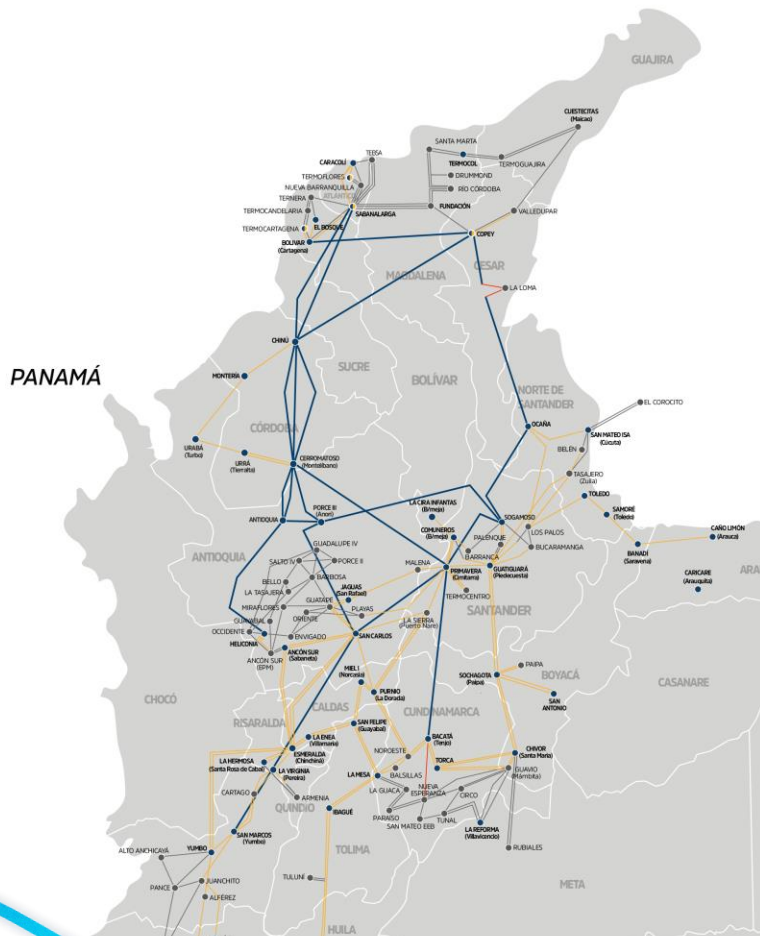 GUAJIRA
CUESTECITAS
(Maicao)
SANTA MARTA
TERMOCOL
TERMOGUAJIRA
TEBSA
CARACOLÍ
TERMOFLORES
NUEVA BARRANQUILLA
ATLÁNTICO
DRUMMOND
RÍO CÓRDOBA
TERNERA
TERMOCANDELARIA
SABANALARGA
FUNDACIÓN
VALLEDUPAR
EL BOSQUE
TERMOCARTAGENA
BOLIVAR
(Cartagena)
COPEY
CESAR
MAGDALENA
LA LOMA
CHINÚ
SUCRE
PANAMÁ
MONTERÍA
BOLÍVAR
NORTE DE
SANTANDER
EL COROCITO
CÓRDOBA
OCAÑA
SAN MATEO ISA
(Cúcuta)
URABÁ
(Turbo)
URRÁ
(Tierralta)
CERROMATOSO
(Montelíbano)
BELÉN
TASAJERO
(Zulia)
TOLEDO
LA CIRA INFANTAS
(B/meja)
PORCE III
(Anorí)
ANTIOQUIA
SOGAMOSO
SAMORÉ
(Toledo)
COMUNEROS
(B/meja)
LOS PALOS
PALENQUE
BUCARAMANGA
CAÑO LIMÓN
(Arauca)
BANADÍ
(Saravena)
ANTIOQUIA
GUADALUPE IV
SALTO IV
PORCE II
BARRANCA
MALENA
PRIMAVERA
(Cimitarra)
GUATIGUARÁ
(Piedecuesta)
CARICARE
(Arauquita)
ARA
BELLO
BARBOSA
LA TASAJERA
JAGUAS
(San Rafael)
TERMOCENTRO
MIRAFLORES
GUATAPÉ
PLAYAS
SANTANDER
GUAYABAL
ORIENTE
LA SIERRA
(Puerto Nare)
OCCIDENTE
HELICONIA
ENVIGADO
SAN CARLOS
ANCÓN SUR
(EPM)
ANCÓN SUR
(Sabaneta)
PAIPA
MIEL I
(Norcasia)
SOCHAGOTA
(Paipa)
BOYACÁ
CASANARE
CHOCÓ
PURNIO
(La Dorada)
SAN
ANTONIO
CALDAS
CUNDINAMARCA
RISARALDA
SAN FELIPE
(Guayabal)
LA ENEA
(Villamaría)
BACATÁ
(Tenjo)
ESMERALDA
(Chinchiná)
NOROESTE
CHIVOR
(Santa María)
LA HERMOSA
(Santa Rosa de Cabal)
LA VIRGINIA
(Pereira)
BALSILLAS
TORCA
GUAVIO
(Mámbita)
LA MESA
LA GUACA
NUEVA
ESPERANZA
CIRCO
CARTAGO
ARMENIA
QUINDÍO
IBAGUÉ
PARAÍSO
SAN MATEO EEB
TUNAL
LA REFORMA
(Villavicencio)
SAN MARCOS
(Yumbo)
YUMBO
ALTO ANCHICAYÁ
TOLIMA
RUBIALES
JUANCHITO
TULUNÍ
PANCE
ALFÉREZ
META
HUILA